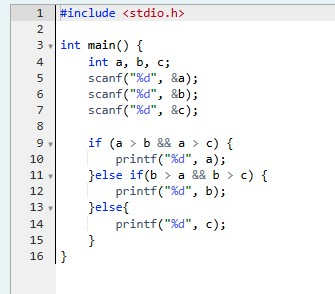 1 #include <stdio.h>
2
3 int main() {
4     int a, b, c;
5     scanf("%d", &a);
6     scanf("%d", &b);
7     scanf("%d", &c);
8
9     if (a > b && a > c) {
10         printf("%d", a);
11     }else if(b > a && b > c) {
12         printf("%d", b);
13     }else{
14         printf("%d", c);
15     }
16 }